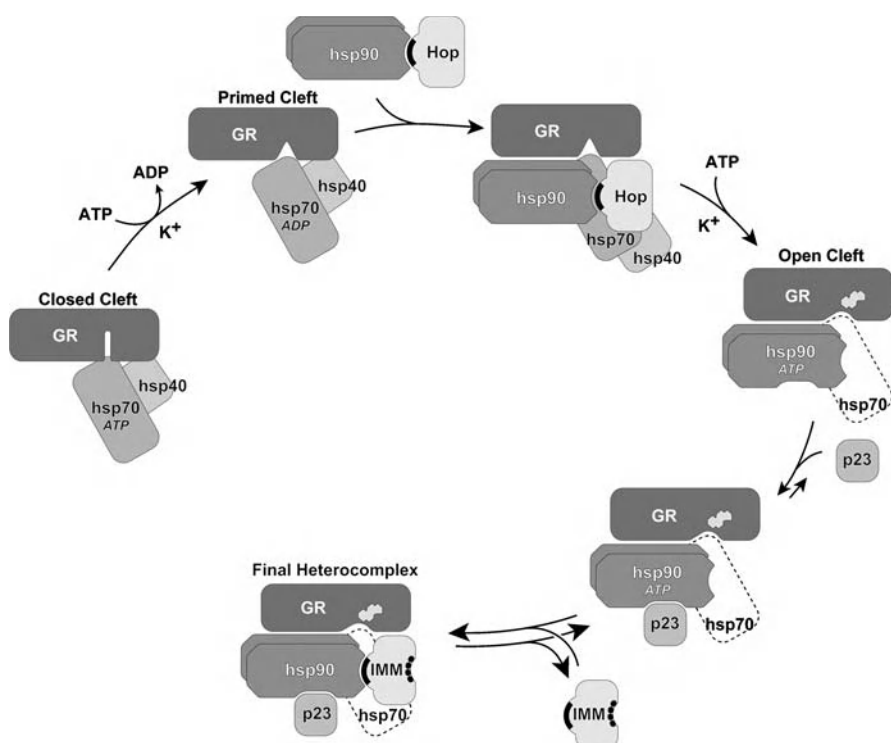 hsp90
Hop
Primed Cleft
GR
hsp40
hsp70
ADP
ATP
ADP
K+
GR
hsp90
Hop
hsp70
hsp40
ATP
K+
Closed Cleft
GR
hsp40
hsp70
ATP
Open Cleft
GR
hsp90
ATP
hsp70
p23
GR
hsp90
ATP
p23
hsp70
Final Heterocomplex
GR
hsp90
IMM
p23
hsp70
IMM